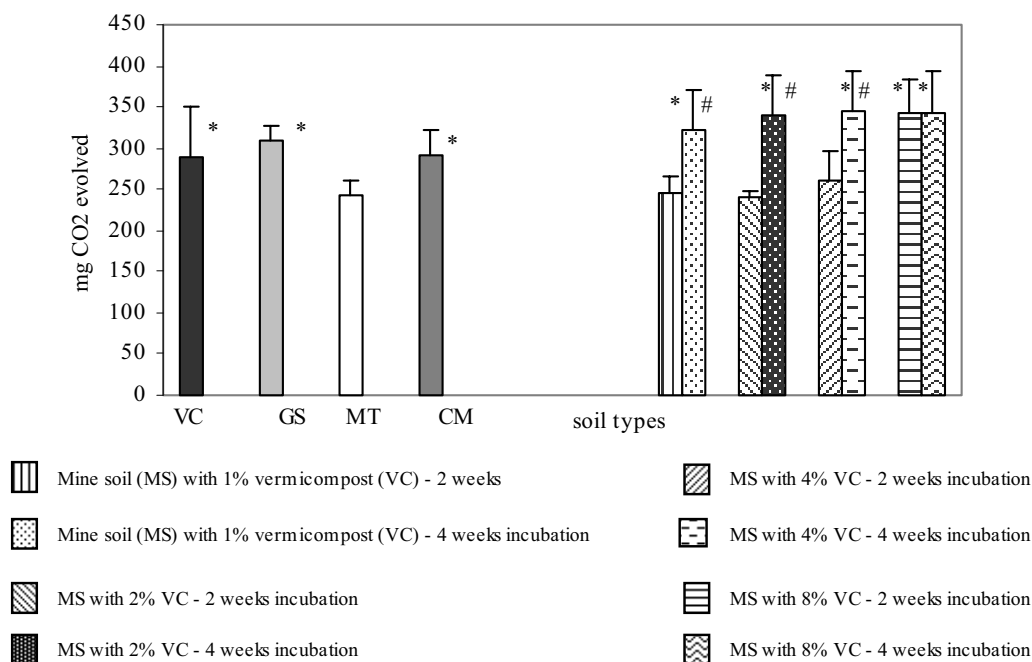 450
400
350
300
250
200
150
100
50
0
mg CO2 evolved
* * * * # * # * # * *
VC GS MT CM soil types
Mine soil (MS) with 1% vermicompost (VC) - 2 weeks
Mine soil (MS) with 1% vermicompost (VC) - 4 weeks incubation
MS with 2% VC - 2 weeks incubation
MS with 2% VC - 4 weeks incubation
MS with 4% VC - 2 weeks incubation
MS with 4% VC - 4 weeks incubation
MS with 8% VC - 2 weeks incubation
MS with 8% VC - 4 weeks incubation